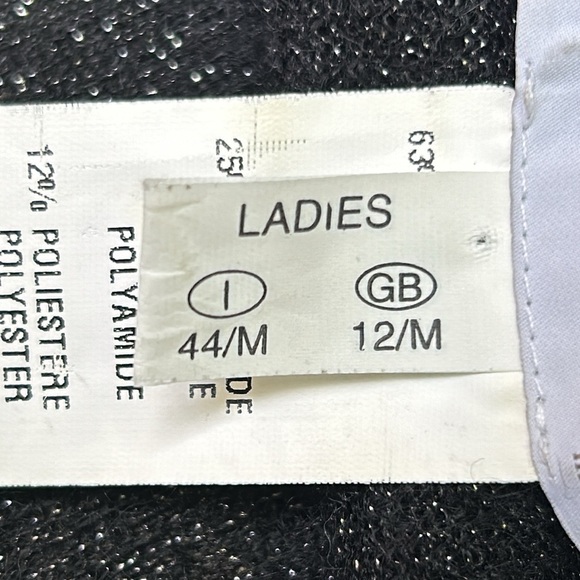 LADIES
I GB
44/M 12/M
POLYAMIDE
12% POLIESTERE
POLYESTER